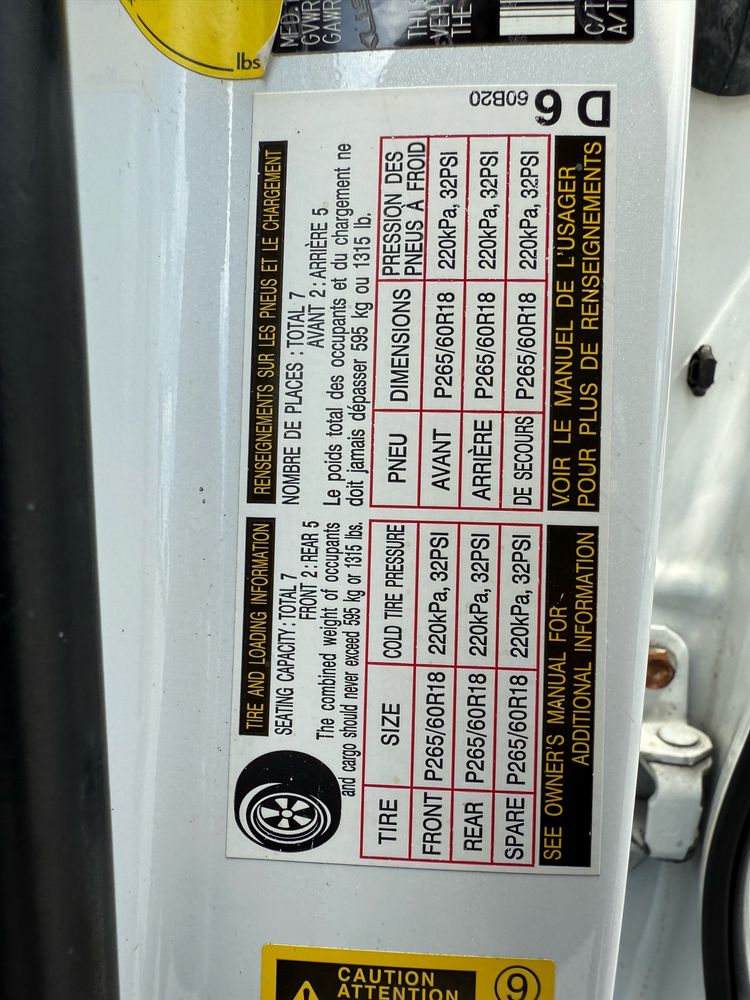 lbs
GVWR
GAWR
THIS
VEH
THE
C/T
A/T
D 6
60B20
TIRE AND LOADING INFORMATION
SEATING CAPACITY : TOTAL 7
FRONT 2 : REAR 5
The combined weight of occupants
and cargo should never exceed 595 kg or 1315 lbs.
TIRE SIZE COLD TIRE PRESSURE
FRONT P265/60R18 220kPa, 32PSI
REAR P265/60R18 220kPa, 32PSI
SPARE P265/60R18 220kPa, 32PSI
SEE OWNER'S MANUAL FOR
ADDITIONAL INFORMATION
RENSEIGNEMENTS SUR LES PNEUS ET LE CHARGEMENT
NOMBRE DE PLACES : TOTAL 7
AVANT 2 : ARRIÈRE 5
Le poids total des occupants et du chargement ne
doit jamais dépasser 595 kg ou 1315 lb.
PNEU DIMENSIONS PRESSION DES
PNEUS À FROID
AVANT P265/60R18 220kPa, 32PSI
ARRIÈRE P265/60R18 220kPa, 32PSI
DE SECOURS P265/60R18 220kPa, 32PSI
VOIR LE MANUEL DE L'USAGER
POUR PLUS DE RENSEIGNEMENTS
CAUTION
ATTENTION
9